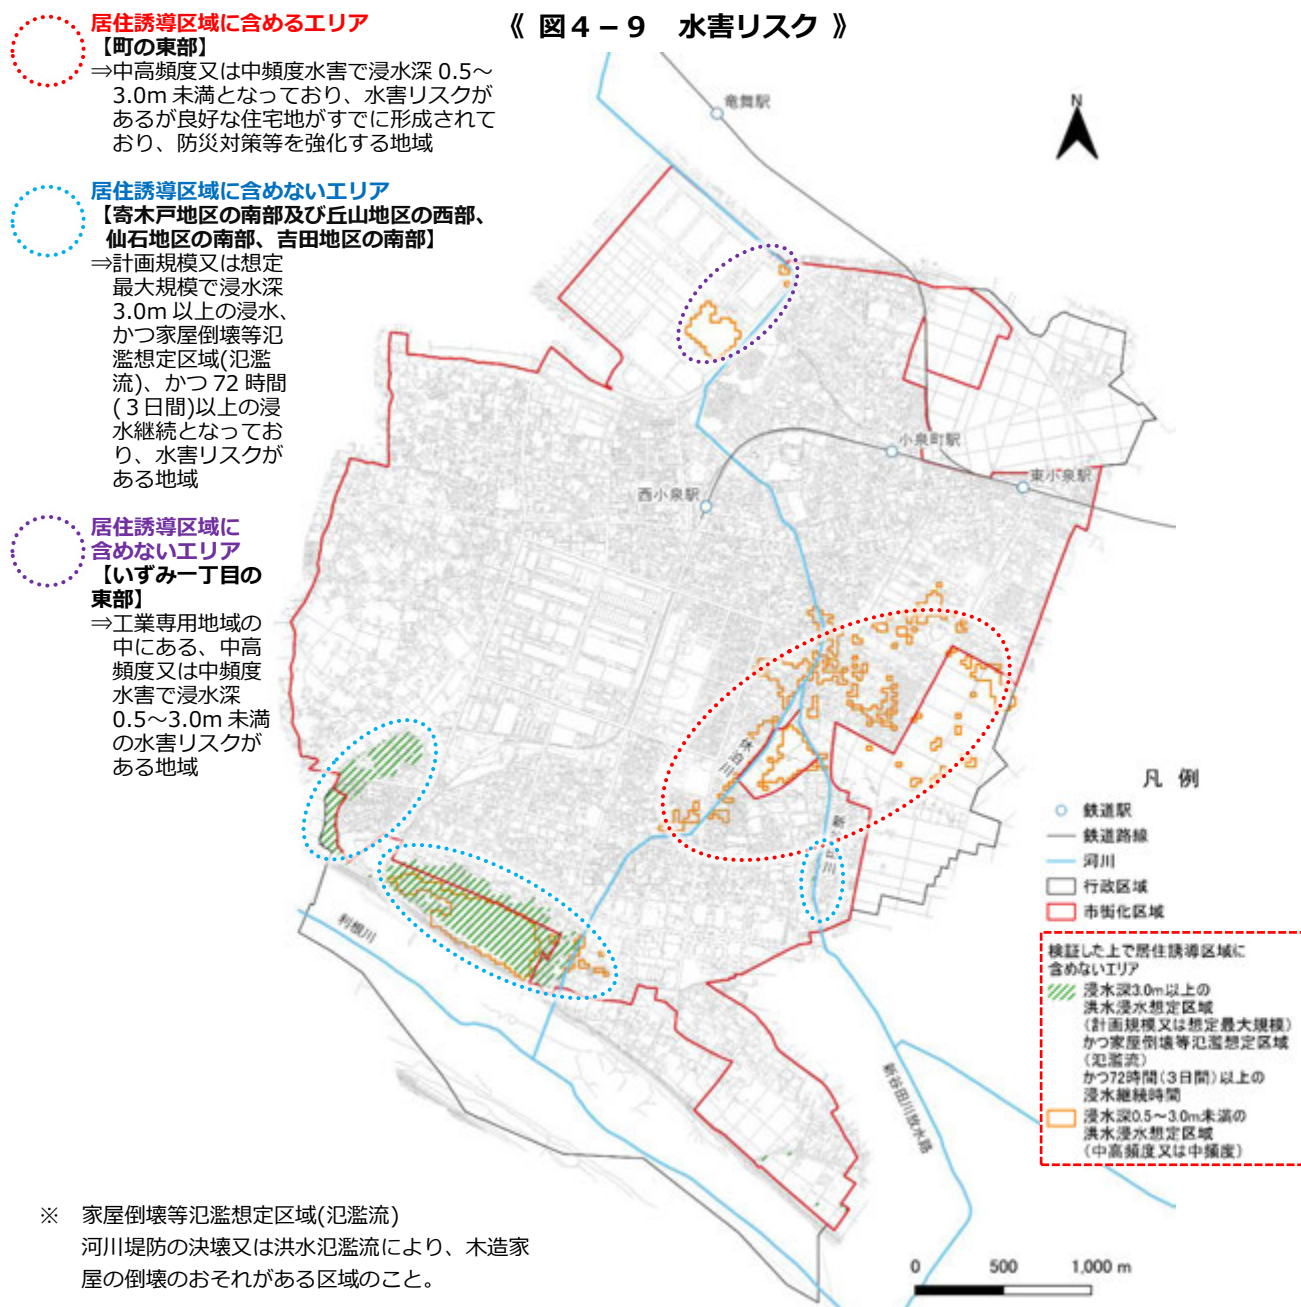 《 図４－９　水害リスク 》
居住誘導区域に含めるエリア
【町の東部】
⇒中高頻度又は中頻度水害で浸水深 0.5～
3.0m 未満となっており、水害リスクが
あるが良好な住宅地がすでに形成されて
おり、防災対策等を強化する地域
居住誘導区域に含めないエリア
【寄木戸地区の南部及び丘山地区の西部、
仙石地区の南部、吉田地区の南部】
⇒計画規模又は想定
最大規模で浸水深
3.0m 以上の浸水、
かつ家屋倒壊等氾
濫想定区域(氾濫
流)、かつ 72 時間
(３日間)以上の浸
水継続となってお
り、水害リスクが
ある地域
居住誘導区域に
含めないエリア
【いずみ一丁目の
東部】
⇒工業専用地域の
中にある、中高
頻度又は中頻度
水害で浸水深
0.5～3.0m 未満
の水害リスクが
ある地域
竜舞駅
N
小泉町駅
東小泉駅
西小泉駅
休泊川
利根川
新谷田川放水路
凡 例
鉄道駅
鉄道路線
河川
行政区域
市街化区域
検証した上で居住誘導区域に
含めないエリア
浸水深3.0m以上の
洪水浸水想定区域
(計画規模又は想定最大規模)
かつ家屋倒壊等氾濫想定区域
(氾濫流)
かつ72時間(３日間)以上の
浸水継続時間
浸水深0.5～3.0m未満の
洪水浸水想定区域
(中高頻度又は中頻度)
※　家屋倒壊等氾濫想定区域(氾濫流)
河川堤防の決壊又は洪水氾濫流により、木造家
屋の倒壊のおそれがある区域のこと。
0 500 1,000 m